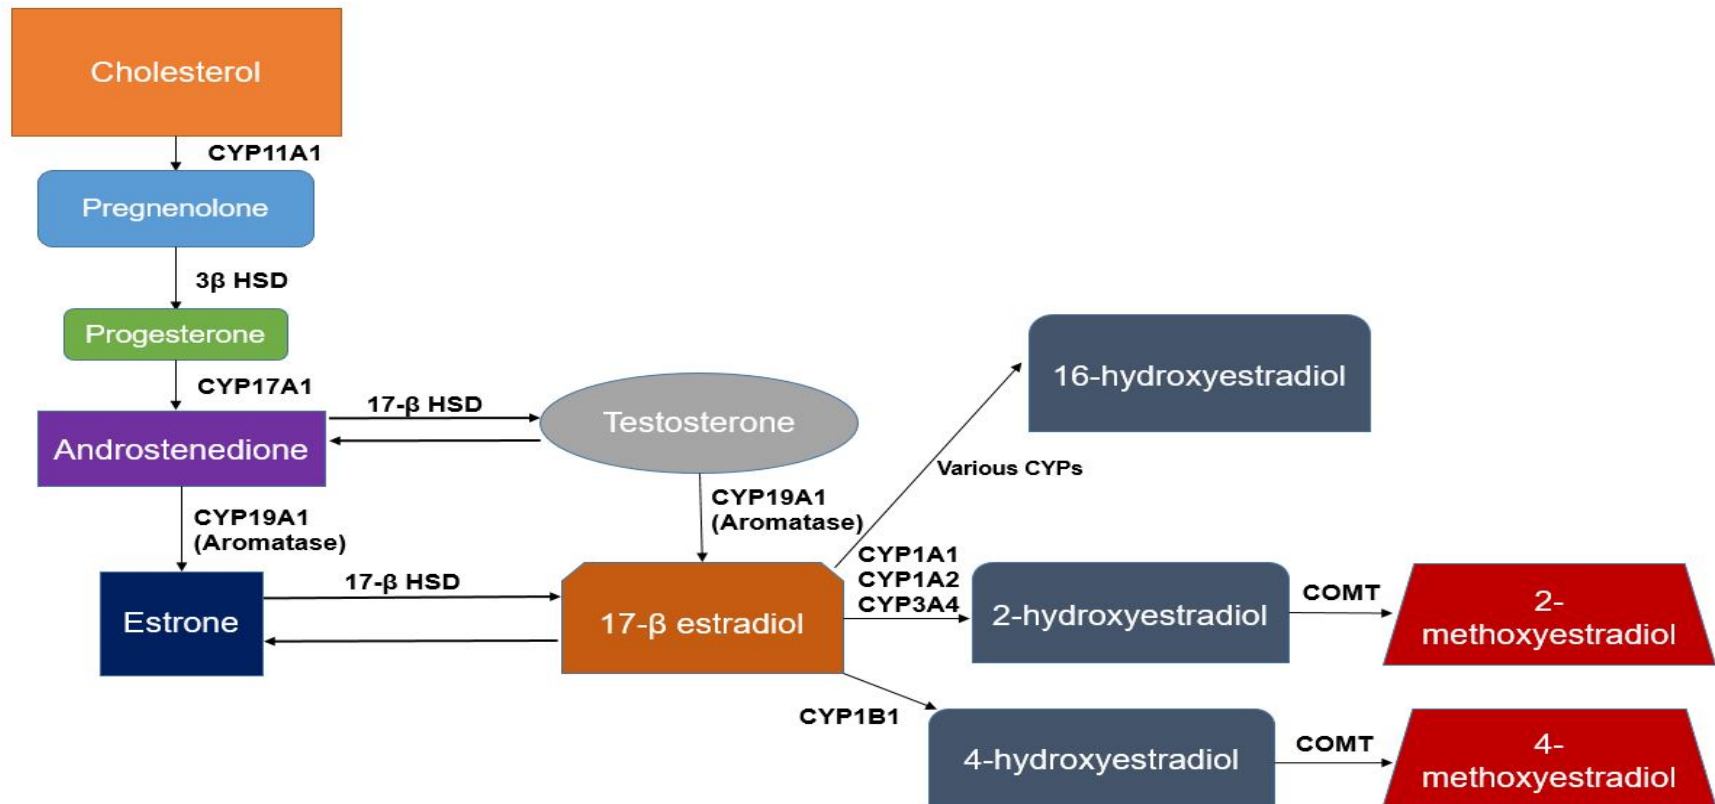 Cholesterol
CYP11A1
Pregnenolone
3β HSD
Progesterone
CYP17A1
17-β HSD
Androstenedione
Testosterone
16-hydroxyestradiol
Various CYPs
CYP19A1
(Aromatase)
CYP19A1
(Aromatase)
Estrone
17-β HSD
17-β estradiol
CYP1A1
CYP1A2
CYP3A4
2-hydroxyestradiol
COMT
2-
methoxyestradiol
CYP1B1
4-hydroxyestradiol
COMT
4-
methoxyestradiol